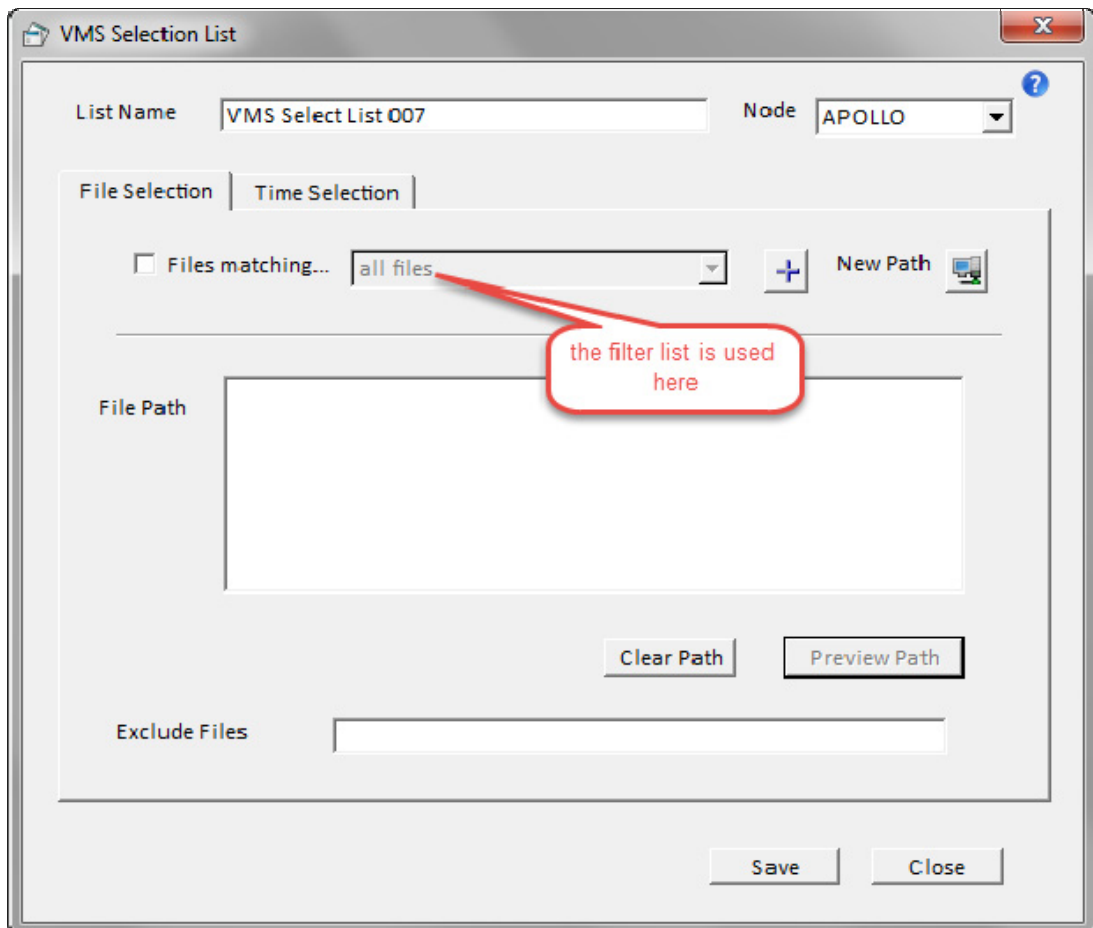 VMS Selection List
List Name
VMS Select List 007
Node
APOLLO
File Selection
Time Selection
Files matching...
all files
New Path
the filter list is used
here
File Path
Clear Path
Preview Path
Exclude Files
Save
Close